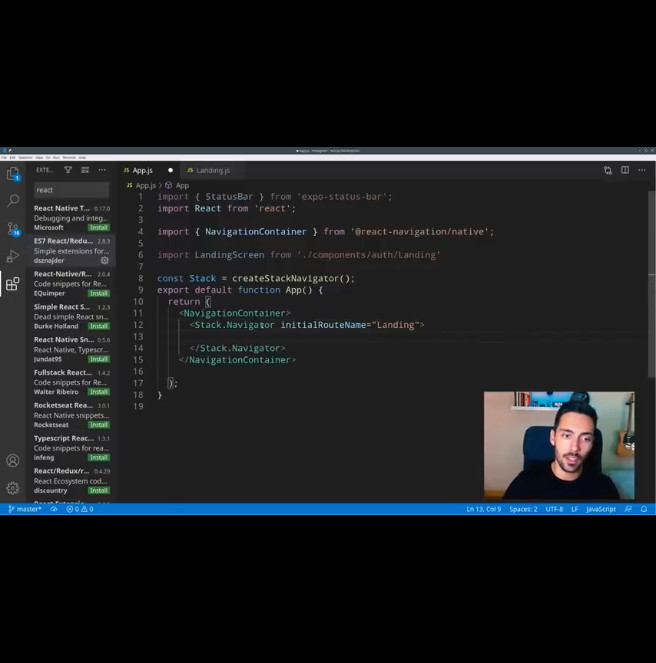 EXTE...
App.js
Landing.js
react
App.js > App
React Native T... 0.17.0
Debugging and integ...
Microsoft Install
ES7 React/Redu... 2.8.3
Simple extensions for...
dsznajder
React-Native/R... 2.0.4
Code snippets for Re...
EQuimper Install
Simple React S... 1.2.3
Dead simple React sn...
Burke Holland Install
React Native Sn... 0.5.6
React Native, Typescr...
Jundat95 Install
Fullstack React... 1.4.2
Code snippets for Rea...
Walter Ribeiro Install
Rocketseat Rea... 3.0.1
React Native snippets...
Rocketseat Install
Typescript Reac... 1.3.1
Code snippets for rea...
infeng Install
React/Redux/r... 0.4.29
React Ecosystem cod...
discountry Install
1 import { StatusBar } from 'expo-status-bar';
2 import React from 'react';
3
4 import { NavigationContainer } from '@react-navigation/native';
5
6 import LandingScreen from './components/auth/Landing'
7
8 const Stack = createStackNavigator();
9 export default function App() {
10 return (
11 <NavigationContainer>
12 <Stack.Navigator initialRouteName="Landing">
13
14 </Stack.Navigator>
15 </NavigationContainer>
16
17 );
18 }
19
master* 0 0 Ln 13, Col 9 Spaces: 2 UTF-8 LF JavaScript